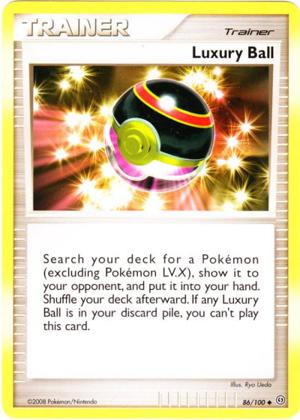 TRAINER
Trainer
Luxury Ball
Illus. Ryo Ueda
Search your deck for a Pokémon
(excluding Pokémon LV.X), show it to
your opponent, and put it into your hand.
Shuffle your deck afterward. If any Luxury
Ball is in your discard pile, you can't play
this card.
©2008 Pokémon/Nintendo
86/100